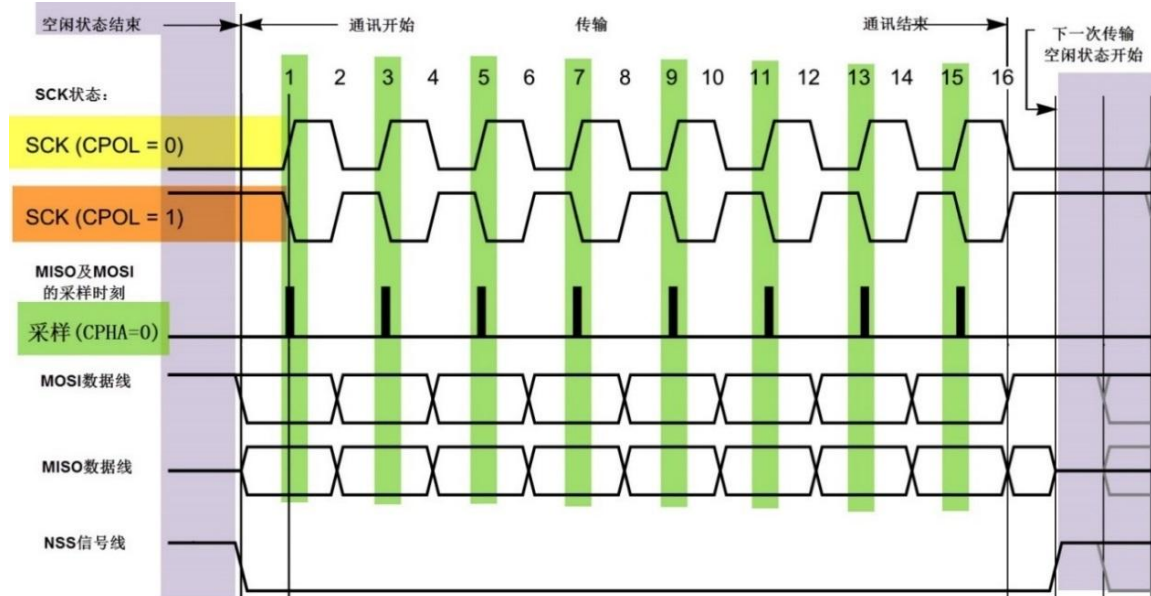 空闲状态结束
通讯开始
传输
通讯结束
下一次传输
空闲状态开始
1 2 3 4 5 6 7 8 9 10 11 12 13 14 15 16
SCK状态：
SCK (CPOL = 0)
SCK (CPOL = 1)
MISO及MOSI
的采样时刻
采样(CPHA=0)
MOSI数据线
MISO数据线
NSS信号线